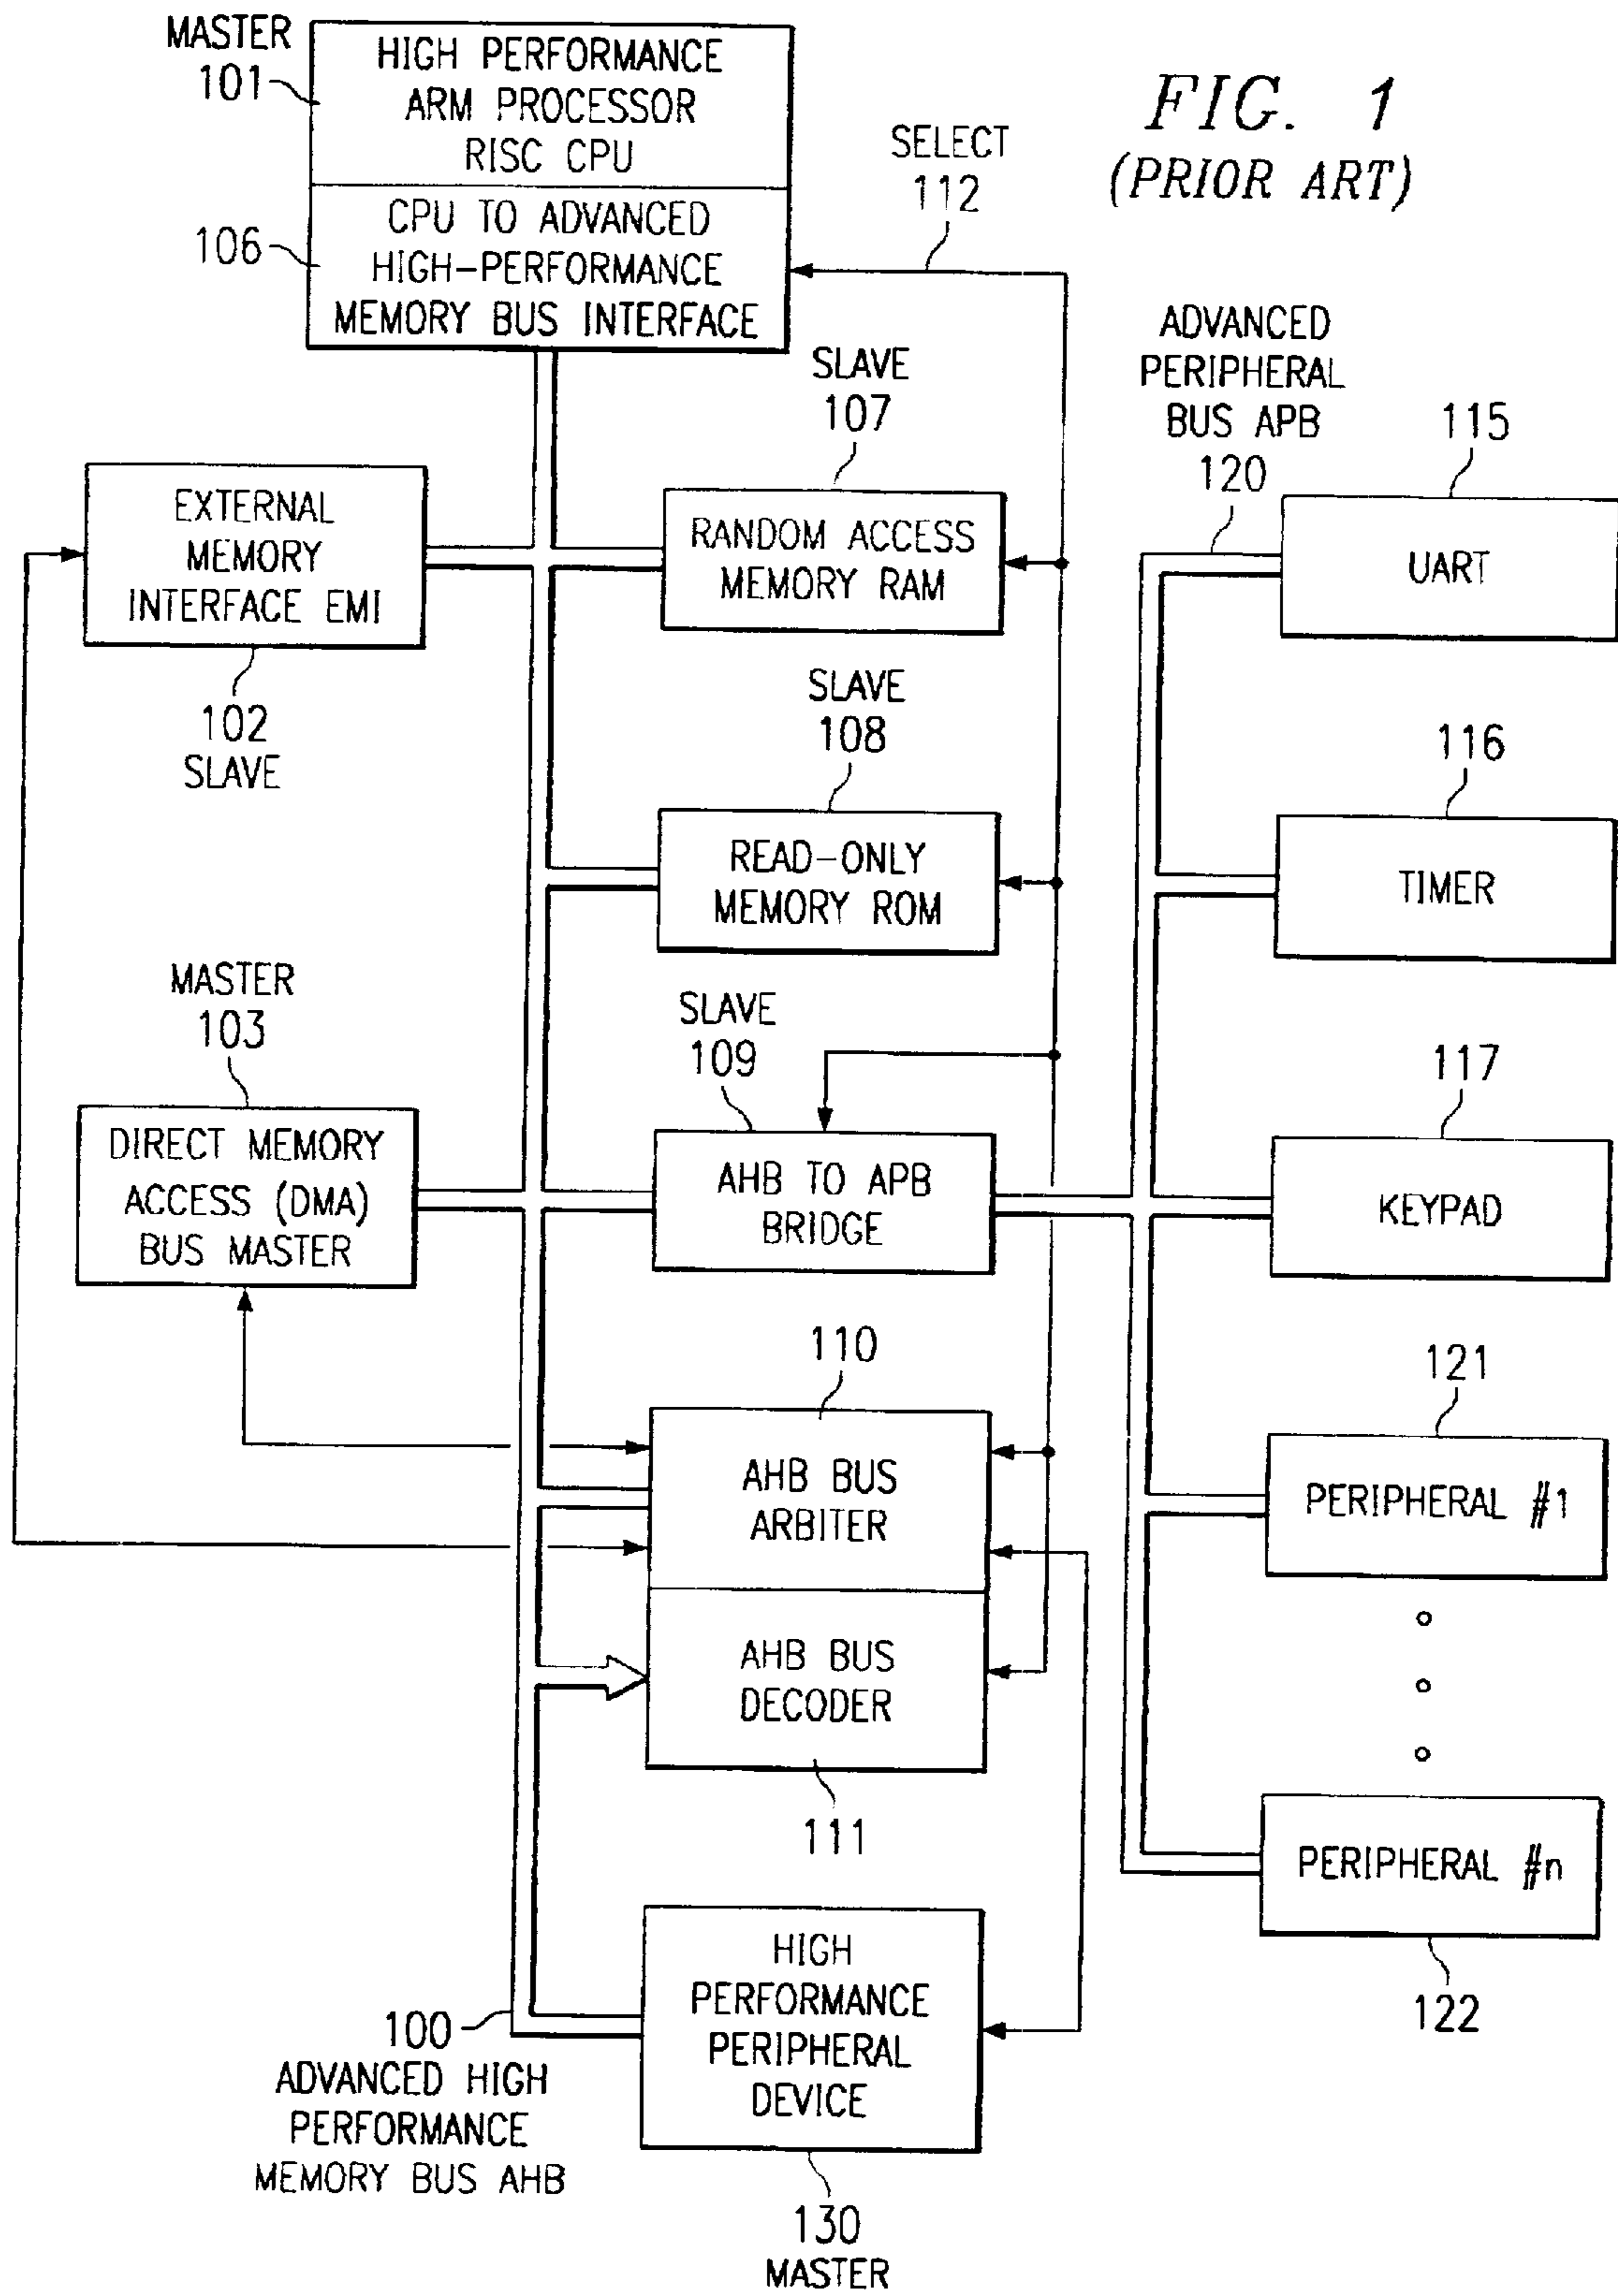 FIG. 1
(PRIOR ART)
MASTER
101
HIGH PERFORMANCE
ARM PROCESSOR
RISC CPU
106
CPU TO ADVANCED
HIGH-PERFORMANCE
MEMORY BUS INTERFACE
SELECT
112
SLAVE
107
RANDOM ACCESS
MEMORY RAM
EXTERNAL
MEMORY
INTERFACE EMI
102
SLAVE
SLAVE
108
READ-ONLY
MEMORY ROM
MASTER
103
DIRECT MEMORY
ACCESS (DMA)
BUS MASTER
SLAVE
109
AHB TO APB
BRIDGE
110
AHB BUS
ARBITER
AHB BUS
DECODER
111
HIGH
PERFORMANCE
PERIPHERAL
DEVICE
130
MASTER
100
ADVANCED HIGH
PERFORMANCE
MEMORY BUS AHB
ADVANCED
PERIPHERAL
BUS APB
120
115
UART
116
TIMER
117
KEYPAD
121
PERIPHERAL #1
PERIPHERAL #n
122